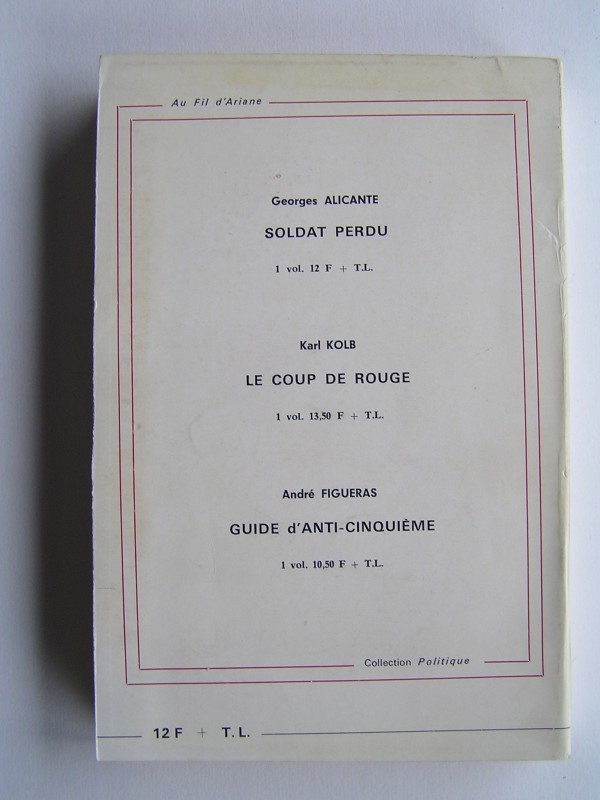 Au Fil d'Ariane
Georges ALICANTE
SOLDAT PERDU
1 vol. 12 F + T.L.
Karl KOLB
LE COUP DE ROUGE
1 vol. 13,50 F + T.L.
André FIGUERAS
GUIDE d'ANTI-CINQUIÈME
1 vol. 10,50 F + T.L.
Collection Politique
12 F + T.L.